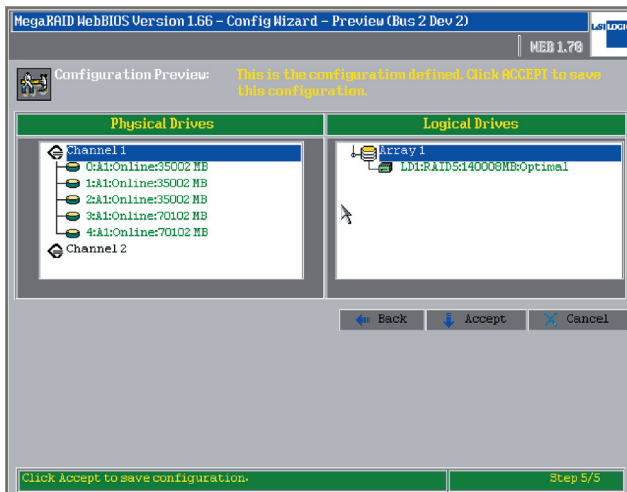 MegaRAID WebBIOS Version 1.66 - Config Wizard - Preview (Bus 2 Dev 2)
LSI LOGIC
WEB 1.70
Configuration Preview:
This is the configuration defined. Click ACCEPT to save
this configuration.
Physical Drives
Channel 1
0:A1:Online:35002 MB
1:A1:Online:35002 MB
2:A1:Online:35002 MB
3:A1:Online:70102 MB
4:A1:Online:70102 MB
Channel 2
Logical Drives
Array 1
LD1:RAID5:140008MB:Optimal
Back
Accept
Cancel
Click Accept to save configuration.
Step 5/5